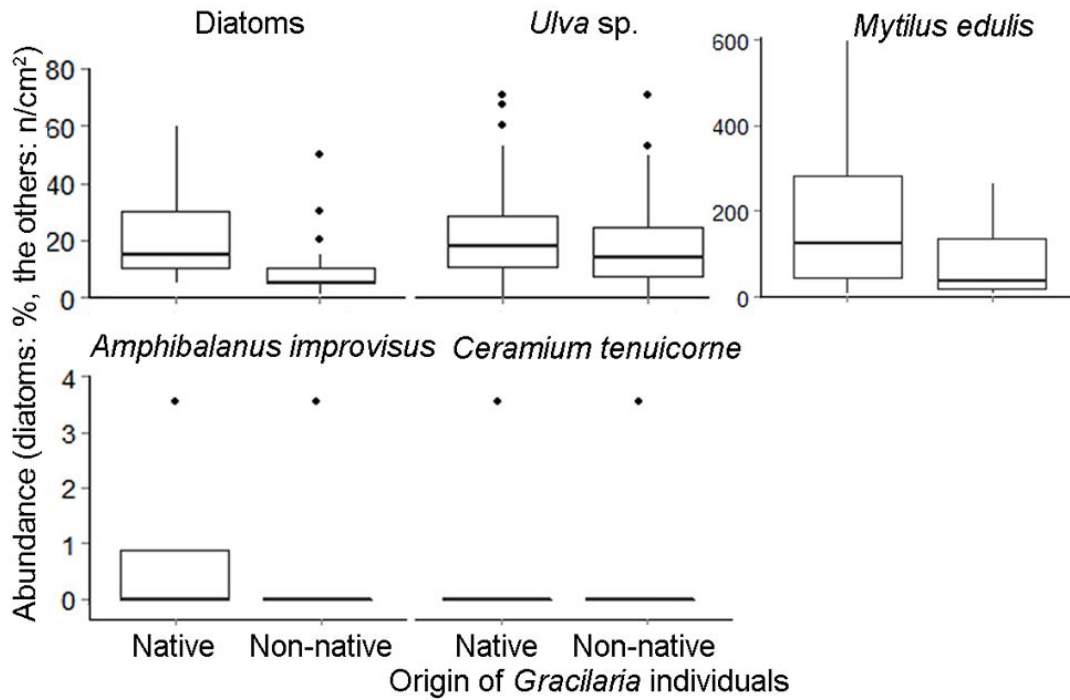 Diatoms
Ulva sp.
Mytilus edulis
Abundance (diatoms: %, the others: n/cm²)
80
60
40
20
0
600
400
200
0
Amphibalanus improvisus
Ceramium tenuicorne
4
3
2
1
0
Native
Non-native
Native
Non-native
Origin of Gracilaria individuals